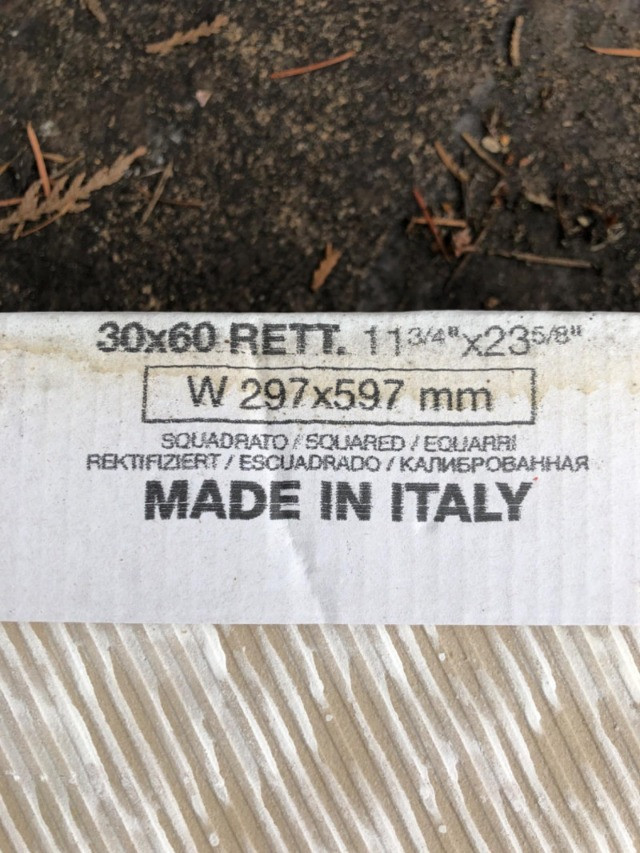 30x60 RETT. 11 3/4"x23 5/8"
W 297x597 mm
SQUADRATO / SQUARED / EQUARRI
REKTIFIZIERT / ESCUADRADO / КАЛИБРОВАННАЯ
MADE IN ITALY